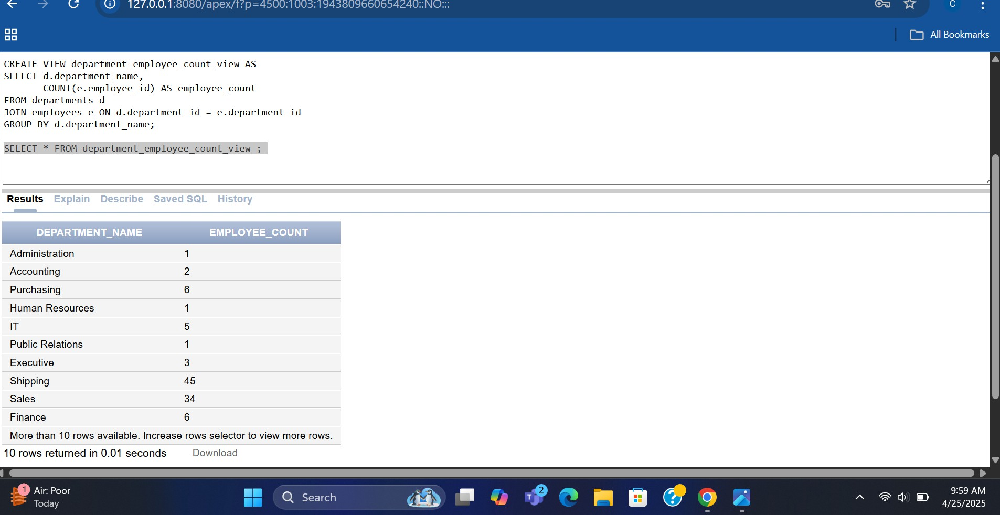 127.0.0.1:8080/apex/f?p=4500:1003:1943809660654240::NO:::
C
All Bookmarks
CREATE VIEW department_employee_count_view AS
SELECT d.department_name,
COUNT(e.employee_id) AS employee_count
FROM departments d
JOIN employees e ON d.department_id = e.department_id
GROUP BY d.department_name;
SELECT * FROM department_employee_count_view ;
Results Explain Describe Saved SQL History
DEPARTMENT_NAME EMPLOYEE_COUNT
Administration 1
Accounting 2
Purchasing 6
Human Resources 1
IT 5
Public Relations 1
Executive 3
Shipping 45
Sales 34
Finance 6
More than 10 rows available. Increase rows selector to view more rows.
10 rows returned in 0.01 seconds Download
1 Air: Poor
Today
Search
2
9:59 AM
4/25/2025